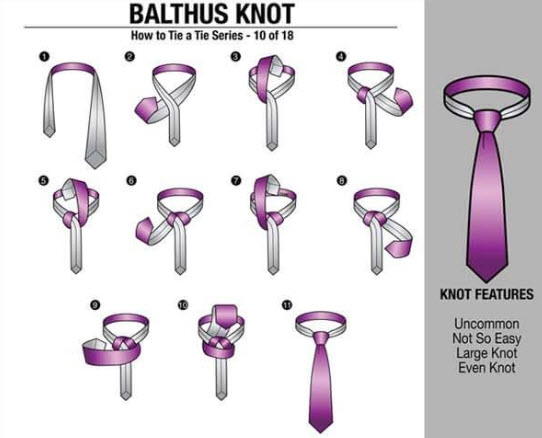 BALTHUS KNOT
How to Tie a Tie Series - 10 of 18
1
2
3
4
5
6
7
8
9
10
11
KNOT FEATURES
Uncommon
Not So Easy
Large Knot
Even Knot